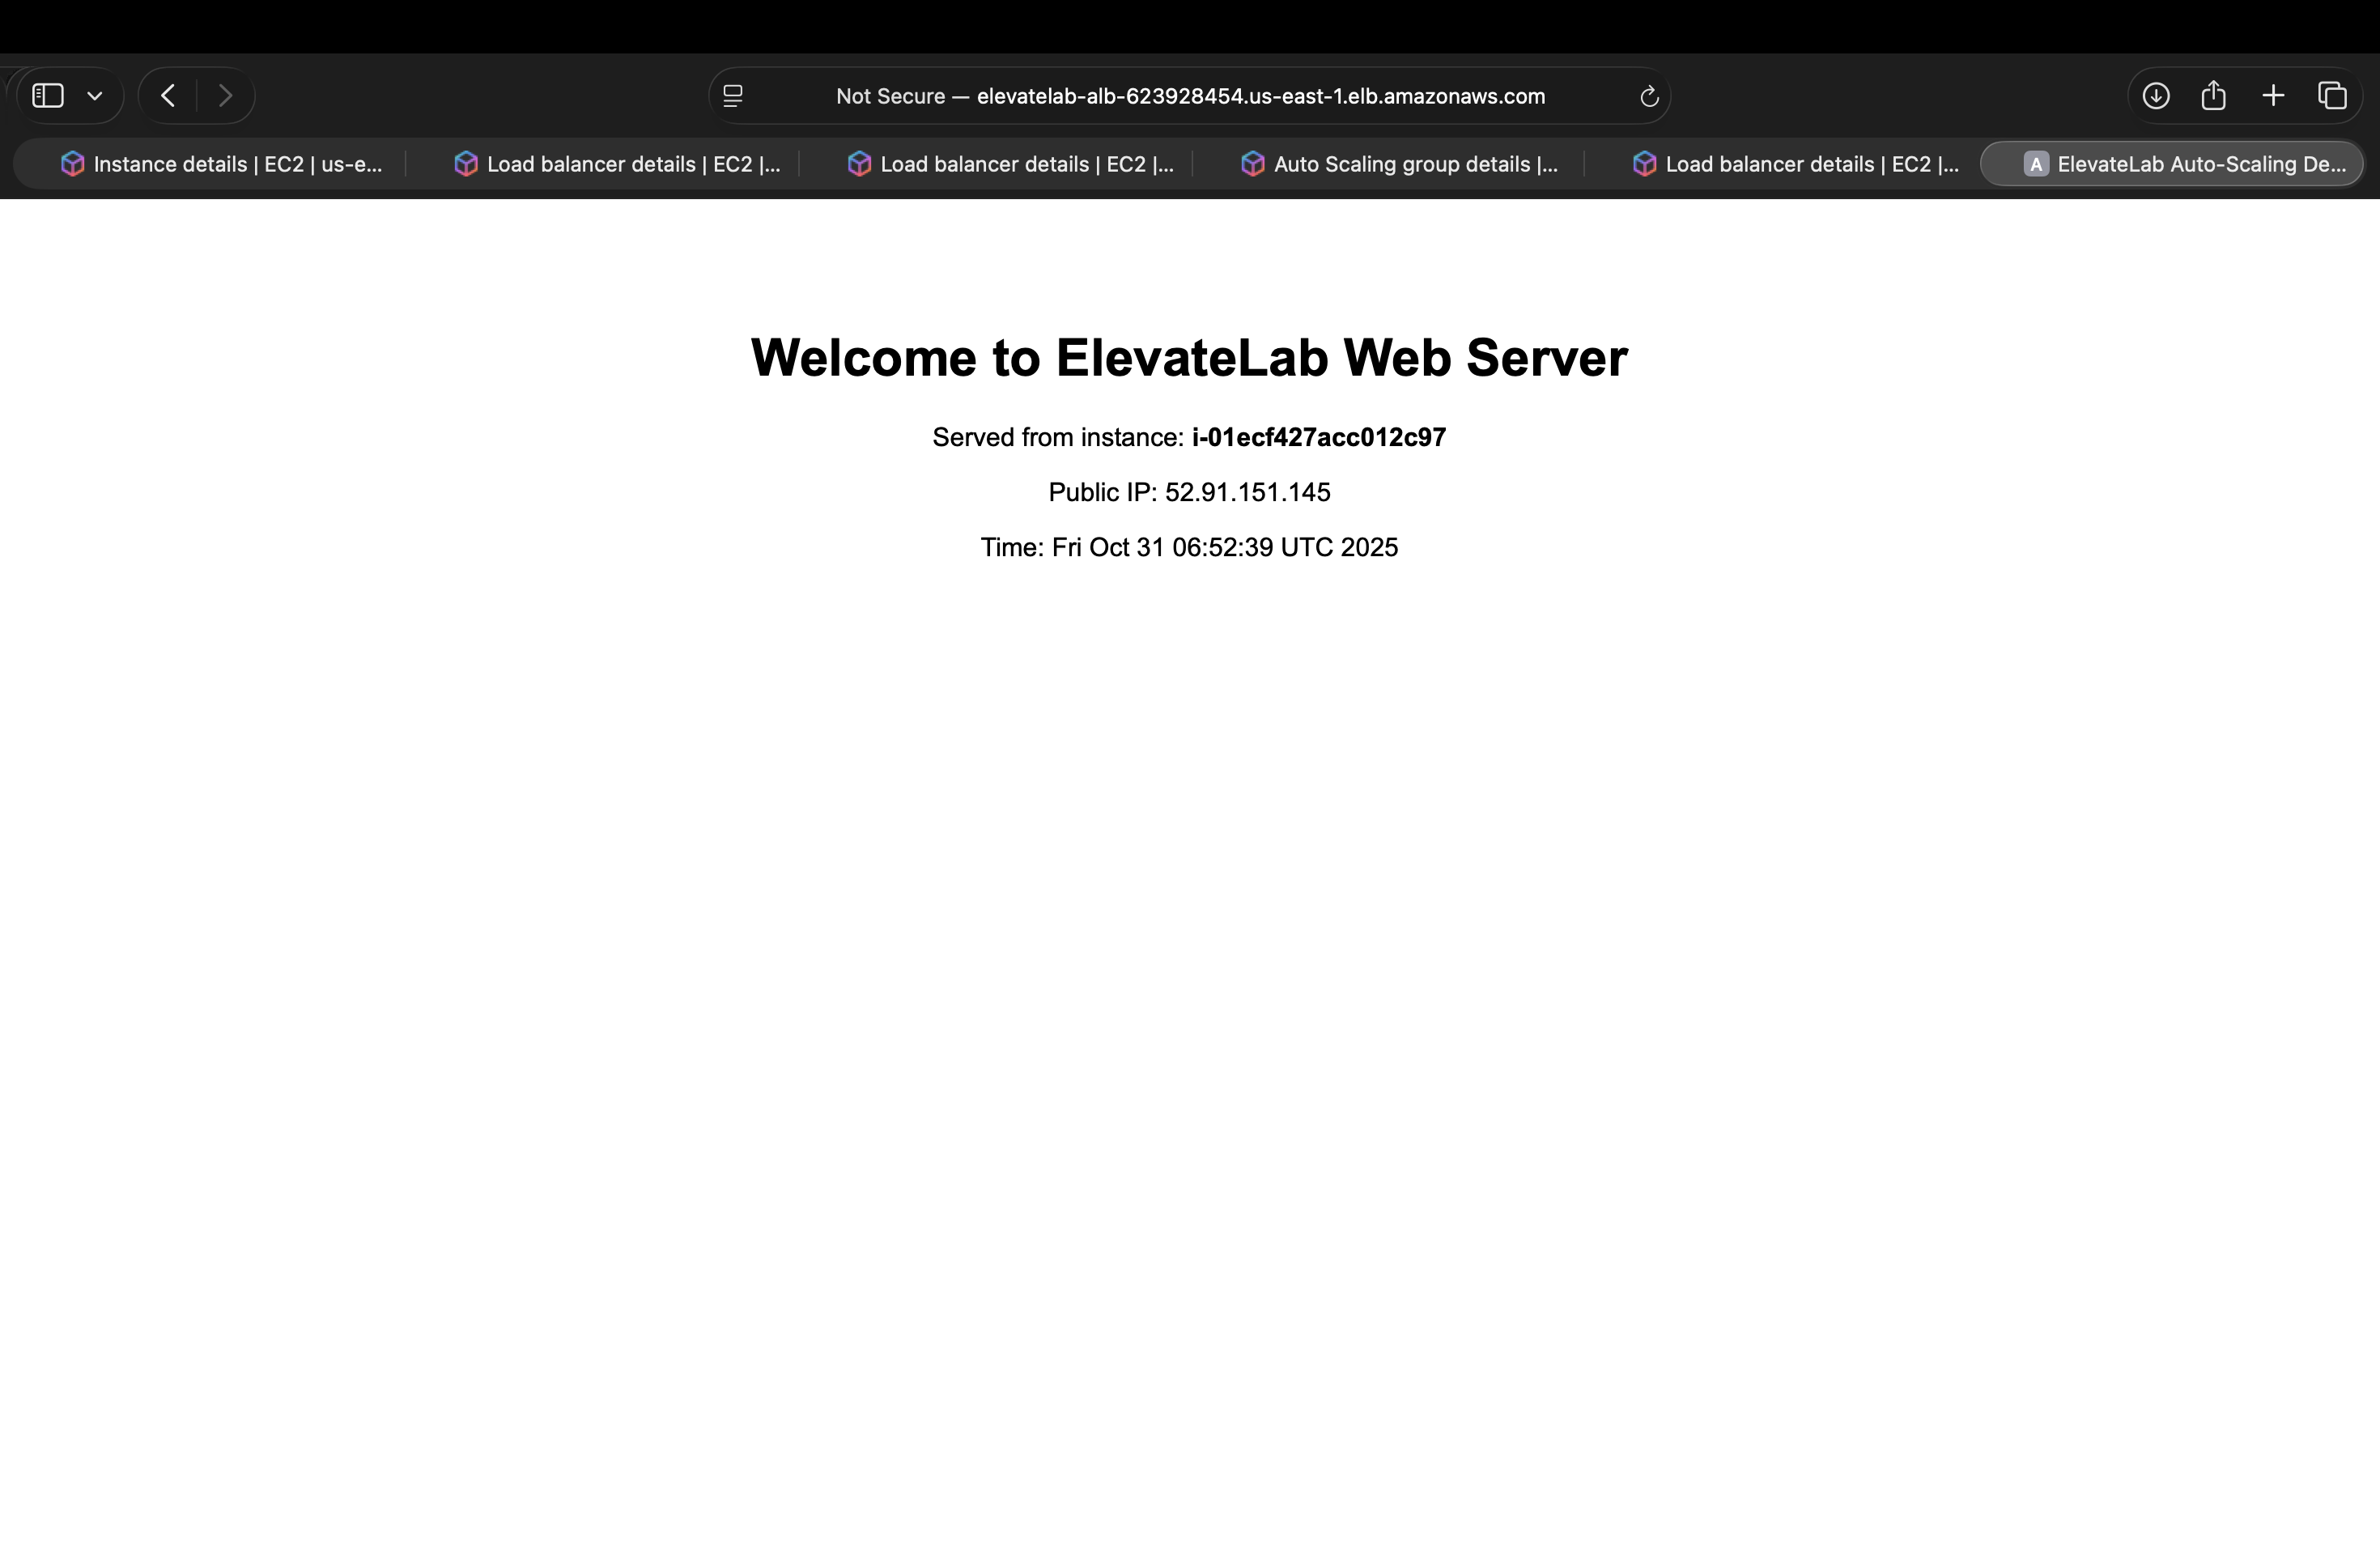 Not Secure — elevatelab-alb-623928454.us-east-1.elb.amazonaws.com
Instance details | EC2 | us-e...
Load balancer details | EC2 |...
Load balancer details | EC2 |...
Auto Scaling group details |...
Load balancer details | EC2 |...
A ElevateLab Auto-Scaling De...
Welcome to ElevateLab Web Server
Served from instance: i-01ecf427acc012c97
Public IP: 52.91.151.145
Time: Fri Oct 31 06:52:39 UTC 2025